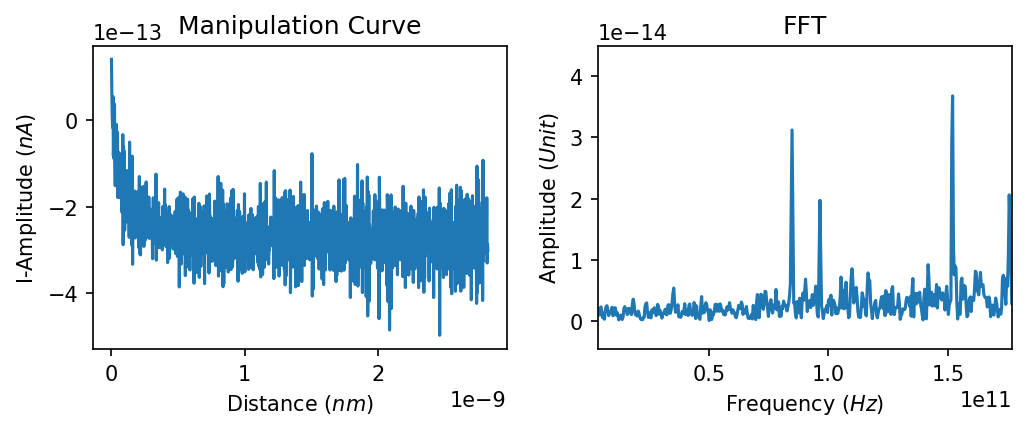 Manipulation Curve
1e−13
I-Amplitude (nA)
0
−2
−4
0 1 2
1e−9
Distance (nm)
FFT
1e−14
Amplitude (Unit)
4
3
2
1
0
0.5 1.0 1.5
1e11
Frequency (Hz)